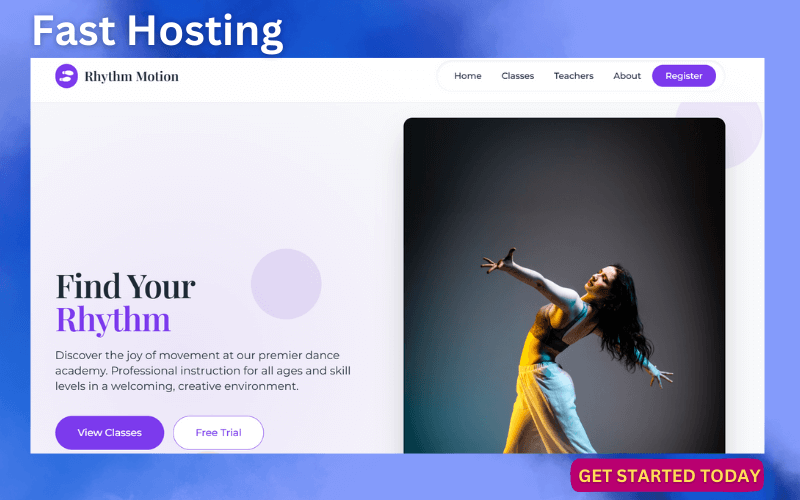 Fast Hosting
Rhythm Motion
Home Classes Teachers About Register
Find Your
Rhythm
Discover the joy of movement at our premier dance
academy. Professional instruction for all ages and skill
levels in a welcoming, creative environment.
View Classes Free Trial
GET STARTED TODAY